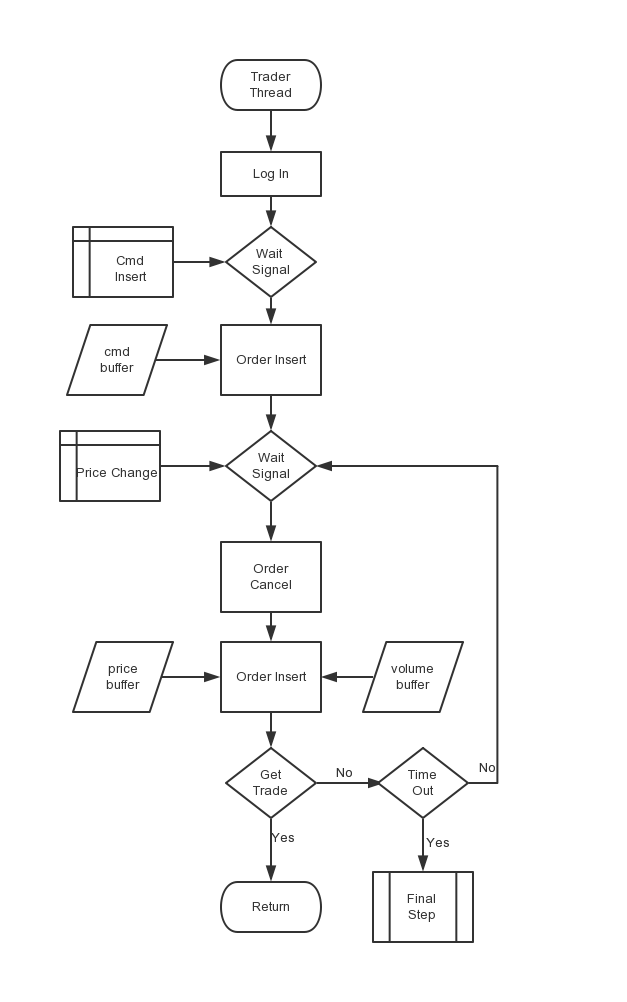 Trader
Thread
Log In
Cmd
Insert
Wait
Signal
cmd
buffer
Order Insert
Price Change
Wait
Signal
Order
Cancel
price
buffer
Order Insert
volume
buffer
Get
Trade
No
Time
Out
No
Yes
Yes
Return
Final
Step